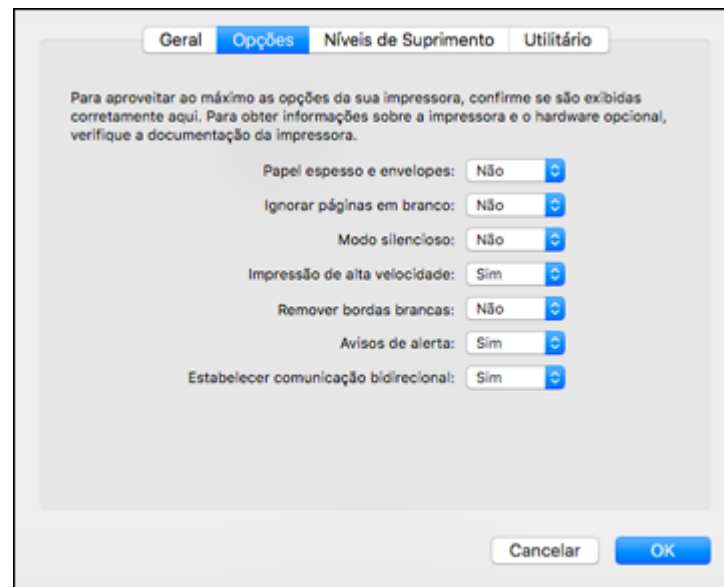 Geral Opções Níveis de Suprimento Utilitário
Para aproveitar ao máximo as opções da sua impressora, confirme se são exibidas
corretamente aqui. Para obter informações sobre a impressora e o hardware opcional,
verifique a documentação da impressora.
Papel espesso e envelopes: Não
Ignorar páginas em branco: Não
Modo silencioso: Não
Impressão de alta velocidade: Sim
Remover bordas brancas: Não
Avisos de alerta: Sim
Estabelecer comunicação bidirecional: Sim
Cancelar OK